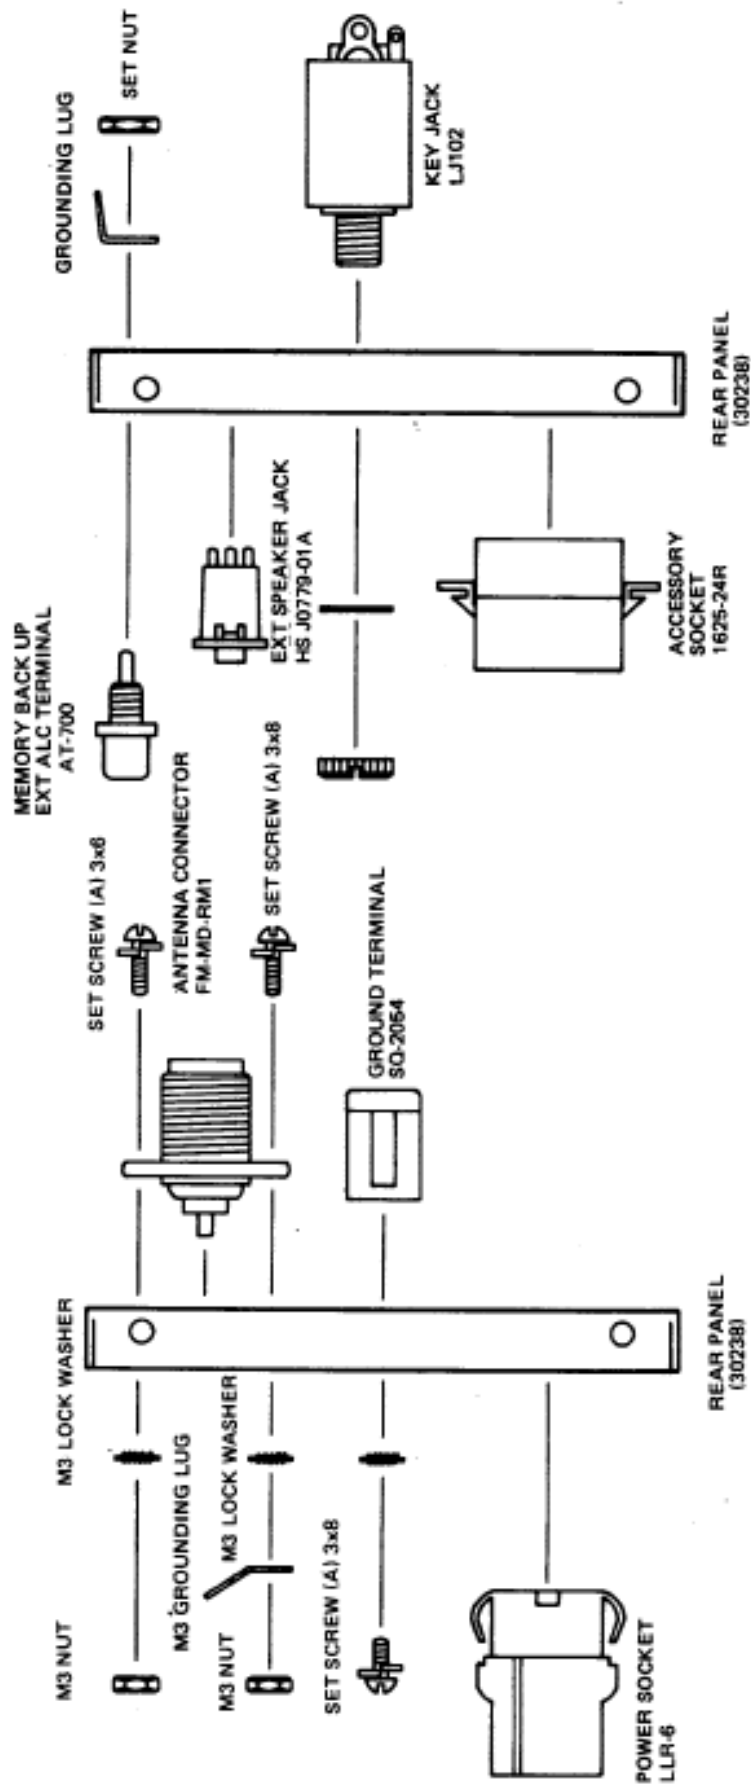 M3 NUT
M3 LOCK WASHER
SET SCREW (A) 3x6
MEMORY BACK UP
EXT ALC TERMINAL
AT-700
GROUNDING LUG
SET NUT
M3 GROUNDING LUG
ANTENNA CONNECTOR
FM-MD-RM1
M3 NUT
M3 LOCK WASHER
SET SCREW (A) 3x8
EXT SPEAKER JACK
HS J0779-01A
SET SCREW (A) 3x8
GROUND TERMINAL
SQ-2054
KEY JACK
LJ102
POWER SOCKET
LLR-6
REAR PANEL
(30238)
ACCESSORY
SOCKET
1625-24R
REAR PANEL
(30238)